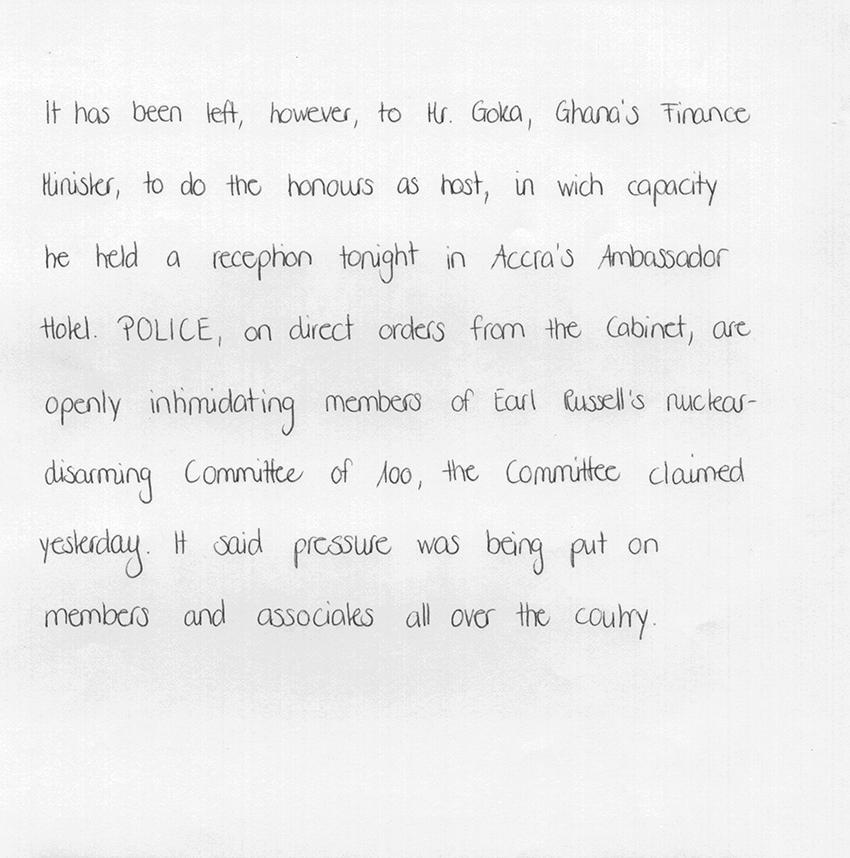 It has been left, however, to Mr. Goka, Ghana's Finance
Minister, to do the honours as host, in wich capacity
he held a reception tonight in Accra's Ambassador
Hotel. POLICE, on direct orders from the Cabinet, are
openly intimidating members of Earl Russell's nuclear-
disarming Committee of 100, the Committee claimed
yesterday. It said pressure was being put on
members and associates all over the coutry.